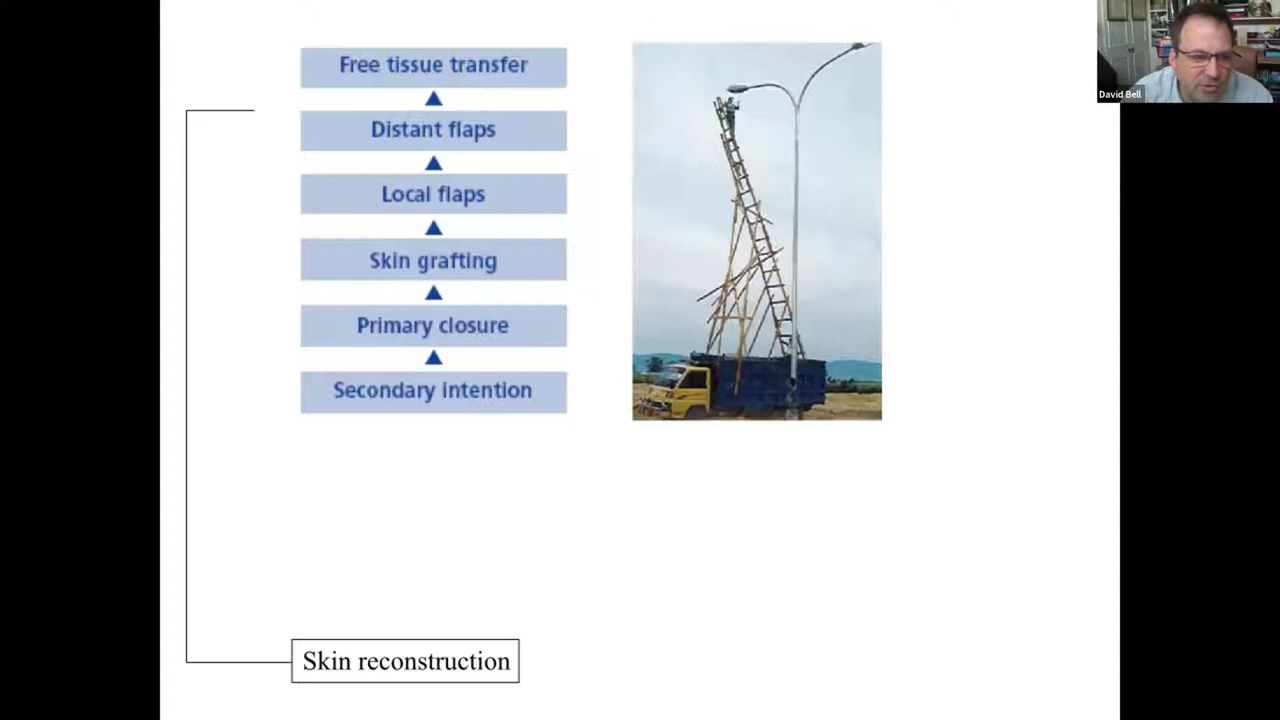 Free tissue transfer
Distant flaps
Local flaps
Skin grafting
Primary closure
Secondary intention
Skin reconstruction
David Bell